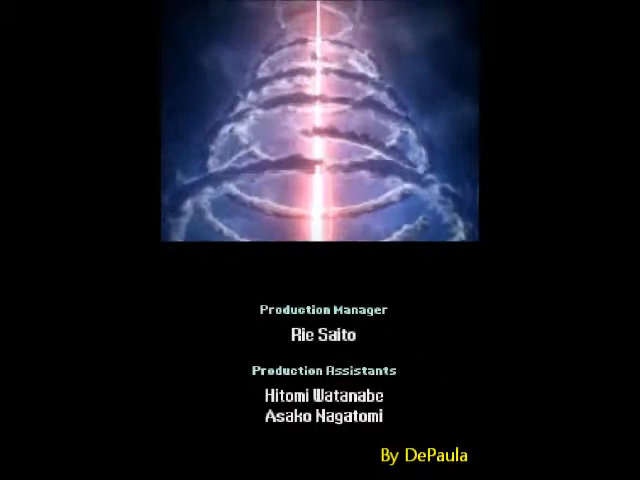 Production Manager
Rie Saito
Production Assistants
Hitomi Watanabe
Asako Nagatomi
By DePaula